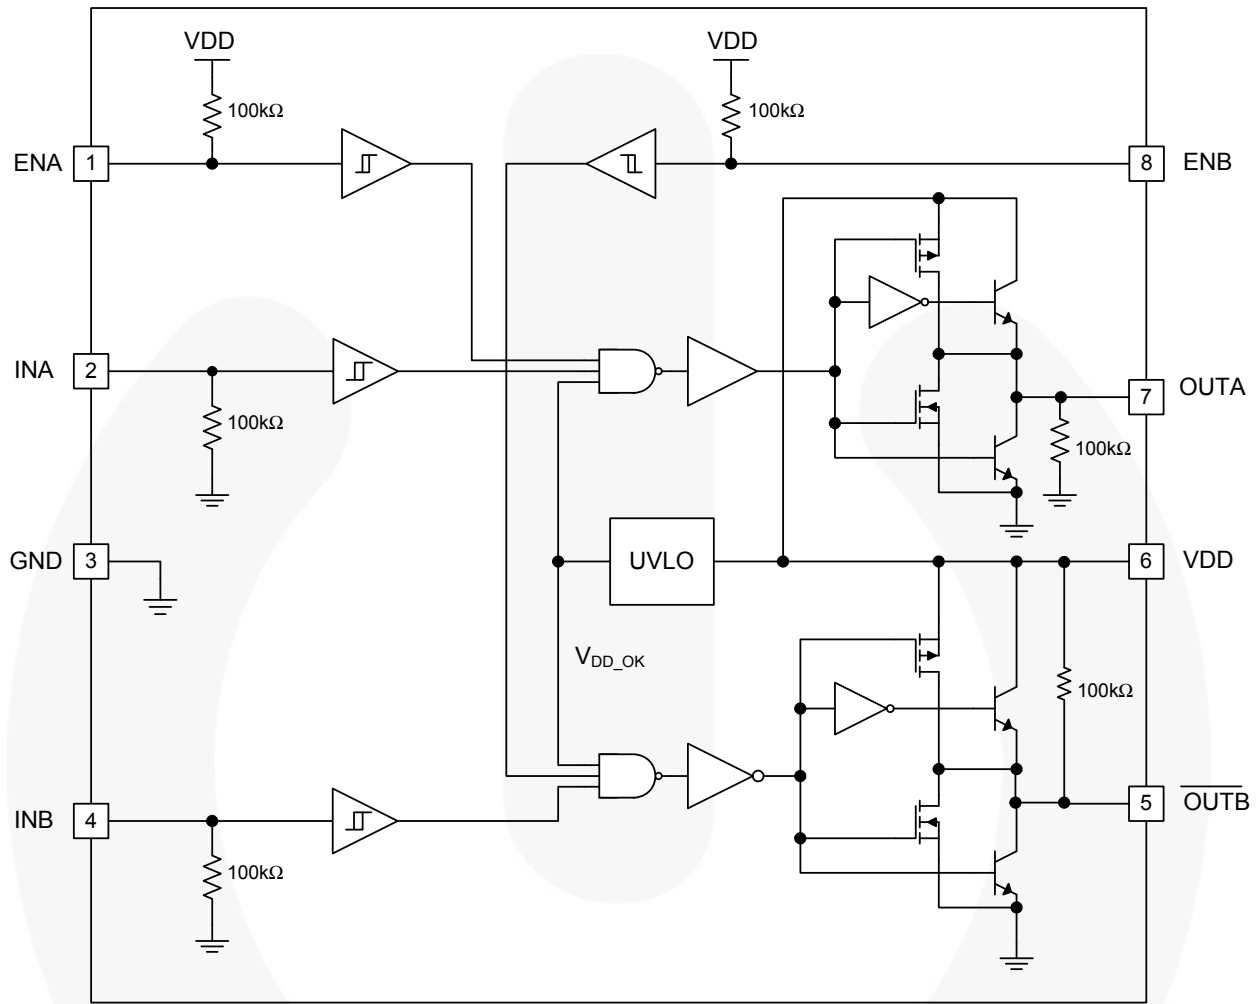 VDD
VDD
100kΩ
100kΩ
ENA
1
8
ENB
INA
2
7
OUTA
100kΩ
100kΩ
GND
3
UVLO
6
VDD
VDD_OK
100kΩ
INB
4
5
OUTB
100kΩ